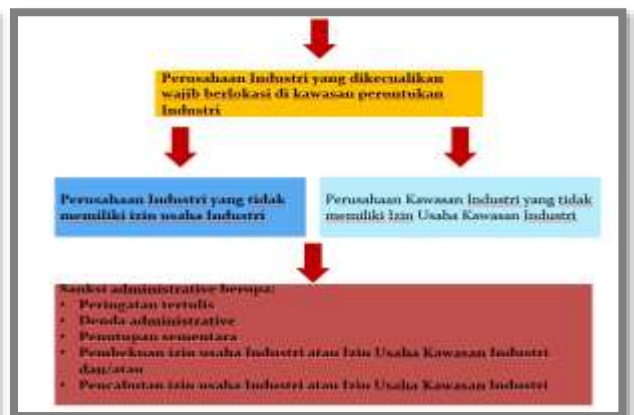 Perusahaan Industri yang dikecualikan
wajib berlokasi di kawasan peruntukan
Industri
Perusahaan Industri yang tidak
memiliki izin usaha Industri
Perusahaan Kawasan Industri yang tidak
memiliki Izin Usaha Kawasan Industri
Sanksi administrative berupa:
• Peringatan tertulis
• Denda administrative
• Penutupan sementara
• Pembekuan izin usaha Industri atau Izin Usaha Kawasan Industri
dan/atau
• Pencabutan izin usaha Industri atau Izin Usaha Kawasan Industri